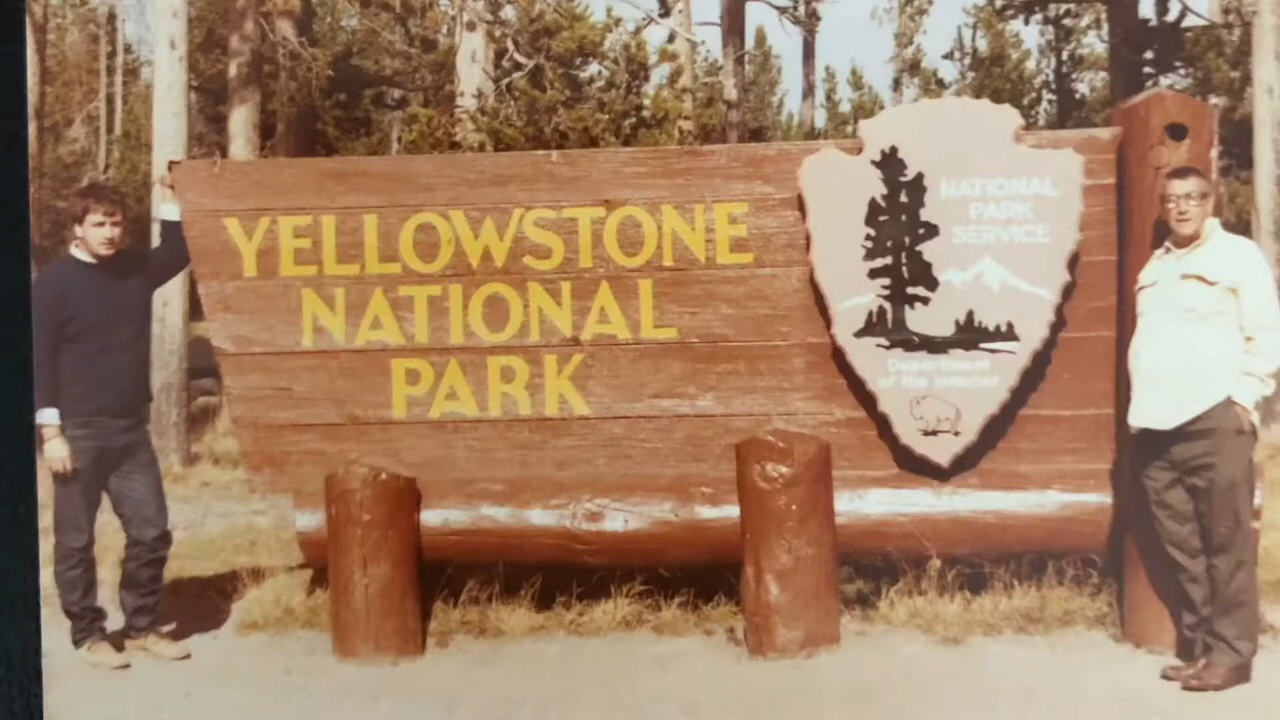 YELLOWSTONE
NATIONAL
PARK
NATIONAL
PARK
SERVICE
Department
of the Interior